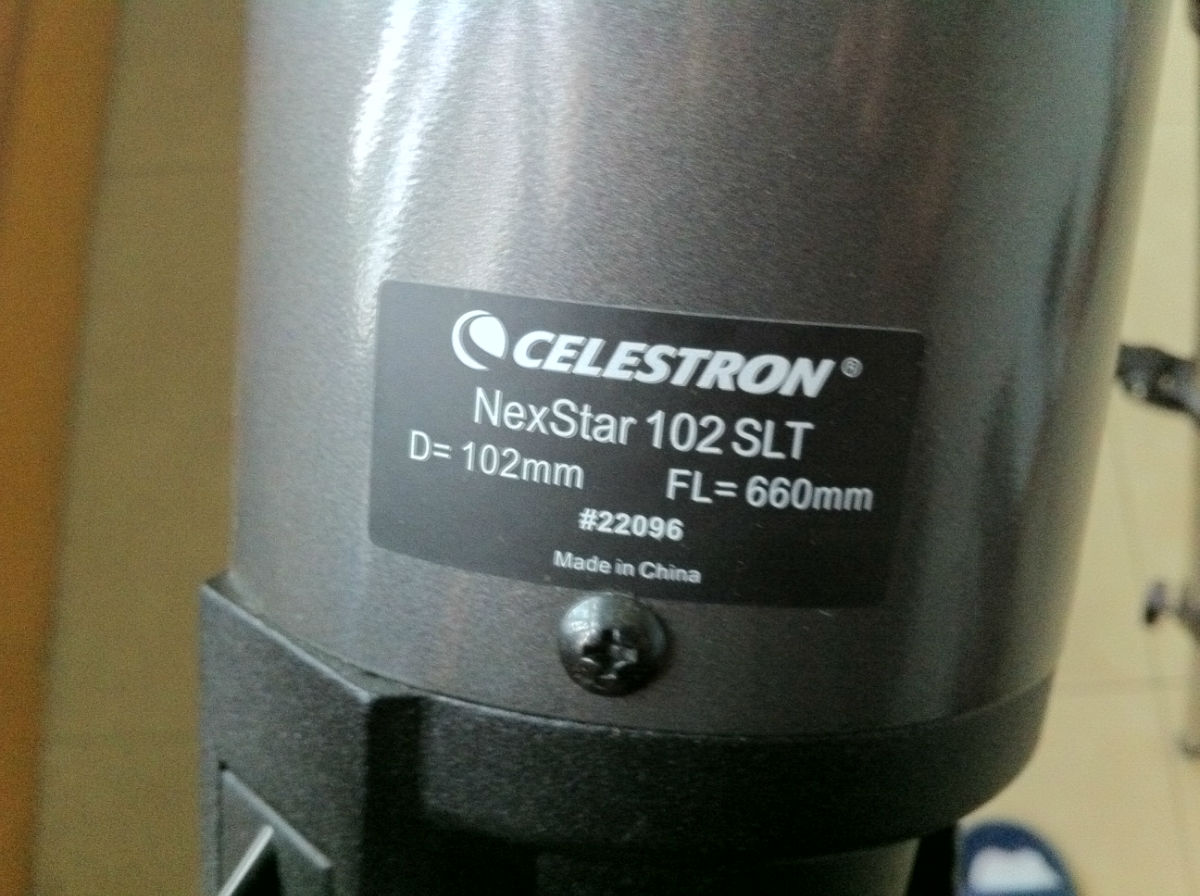 CELESTRON®
NexStar 102 SLT
D= 102mm FL= 660mm
#22096
Made in China